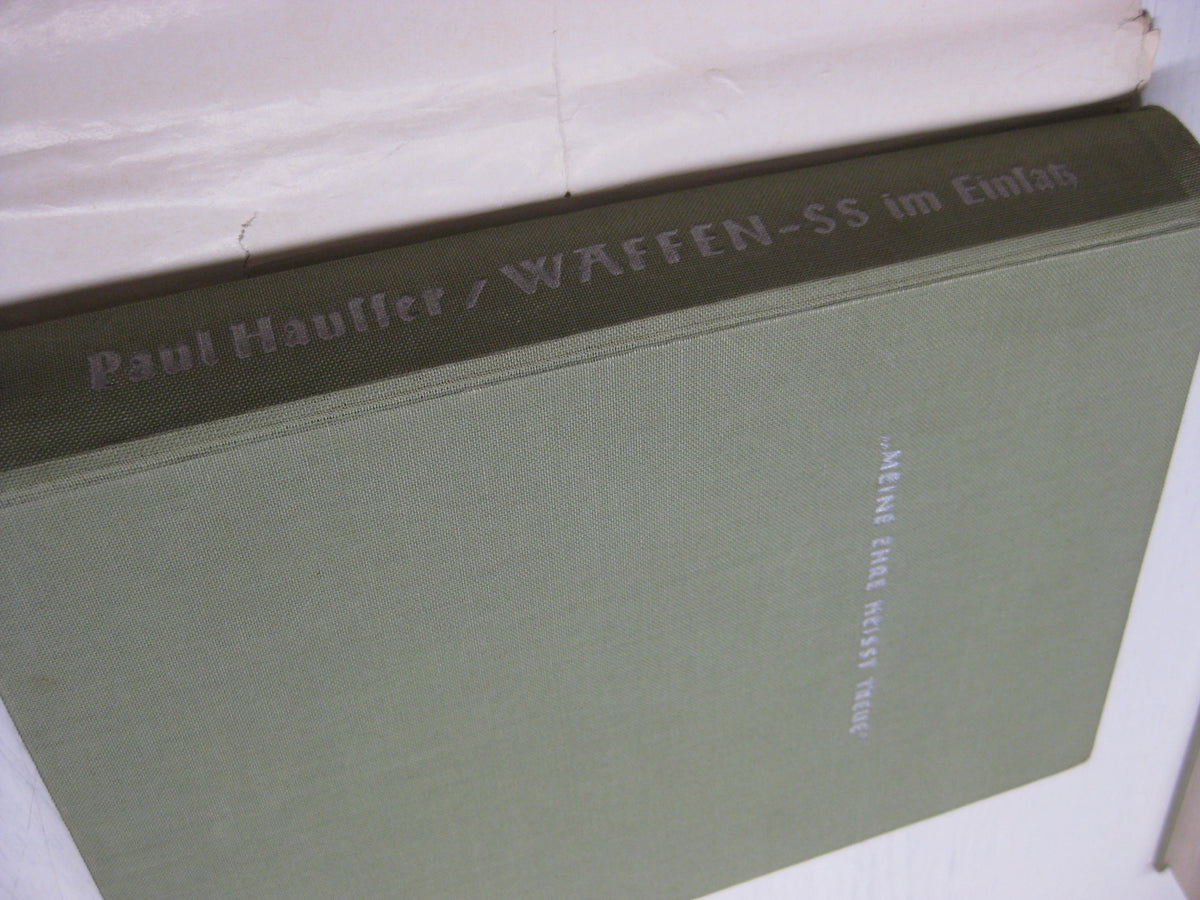 Paul Hauſſer / WAFFEN-SS im Einſatz
„MEINE EHRE HEISST TREUE“